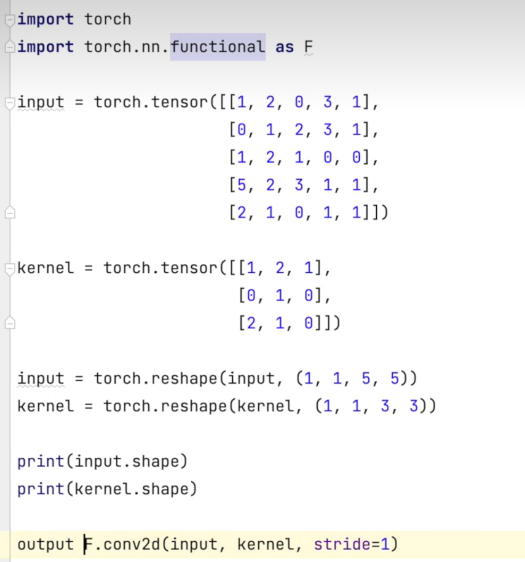 import torch
import torch.nn.functional as F
input = torch.tensor([[1, 2, 0, 3, 1],
[0, 1, 2, 3, 1],
[1, 2, 1, 0, 0],
[5, 2, 3, 1, 1],
[2, 1, 0, 1, 1]])
kernel = torch.tensor([[1, 2, 1],
[0, 1, 0],
[2, 1, 0]])
input = torch.reshape(input, (1, 1, 5, 5))
kernel = torch.reshape(kernel, (1, 1, 3, 3))
print(input.shape)
print(kernel.shape)
output F.conv2d(input, kernel, stride=1)